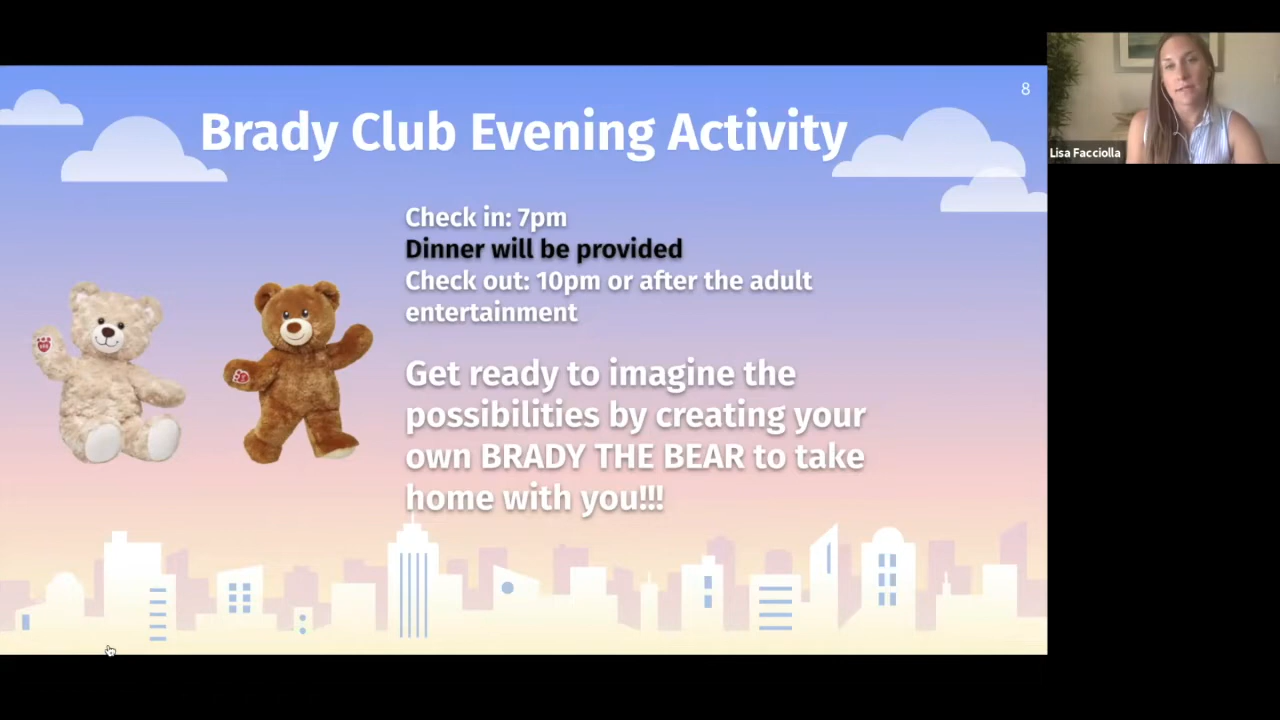 8
Brady Club Evening Activity
Check in: 7pm
Dinner will be provided
Check out: 10pm or after the adult
entertainment
Get ready to imagine the
possibilities by creating your
own BRADY THE BEAR to take
home with you!!!
Lisa Facciolla